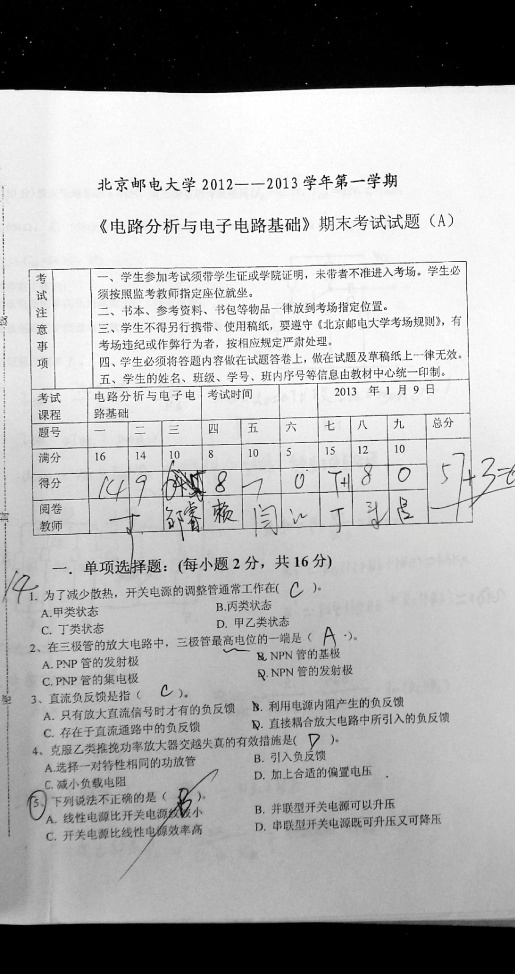 北京邮电大学 2012——2013 学年第一学期
《电路分析与电子电路基础》期末考试试题（A）
考试注意事项
一、学生参加考试须带学生证或学院证明，未带者不准进入考场。学生必
须按照监考教师指定座位就坐。
二、书本、参考资料、书包等物品一律放到考场指定位置。
三、学生不得另行携带、使用稿纸，要遵守《北京邮电大学考场规则》，有
考场违纪或作弊行为者，按相应规定严肃处理。
四、学生必须将答题内容做在试题答卷上，做在试题及草稿纸上一律无效。
五、学生的姓名、班级、学号、班内序号等信息由教材中心统一印制。
考试课程 电路分析与电子电路基础 考试时间 2013 年 1 月 9 日
题号 一 二 三 四 五 六 七 八 九 总分
满分 16 14 10 8 10 5 15 12 10
得分 14 9 8 7 0 8 0 57+3=
阅卷教师 丁 赖 闫 丁
14
一．单项选择题：(每小题 2 分，共 16 分)
1. 为了减少散热，开关电源的调整管通常工作在( C )。
A.甲类状态 B.丙类状态
C. 丁类状态 D. 甲乙类状态
2、在三极管的放大电路中，三极管最高电位的一端是（ A ）。
A. PNP 管的发射极 B. NPN 管的基极
C. PNP 管的集电极 D. NPN 管的发射极
3、直流负反馈是指（ C ）。
A. 只有放大直流信号时才有的负反馈 B. 利用电源内阻产生的负反馈
C. 存在于直流通路中的负反馈 D. 直接耦合放大电路中所引入的负反馈
4、克服乙类推挽功率放大器交越失真的有效措施是( D )。
A.选择一对特性相同的功放管 B. 引入负反馈
C. 减小负载电阻 D. 加上合适的偏置电压
5、下列说法不正确的是（ B ）。
A. 线性电源比开关电源纹波小 B. 并联型开关电源可以升压
C. 开关电源比线性电源效率高 D. 串联型开关电源既可升压又可降压